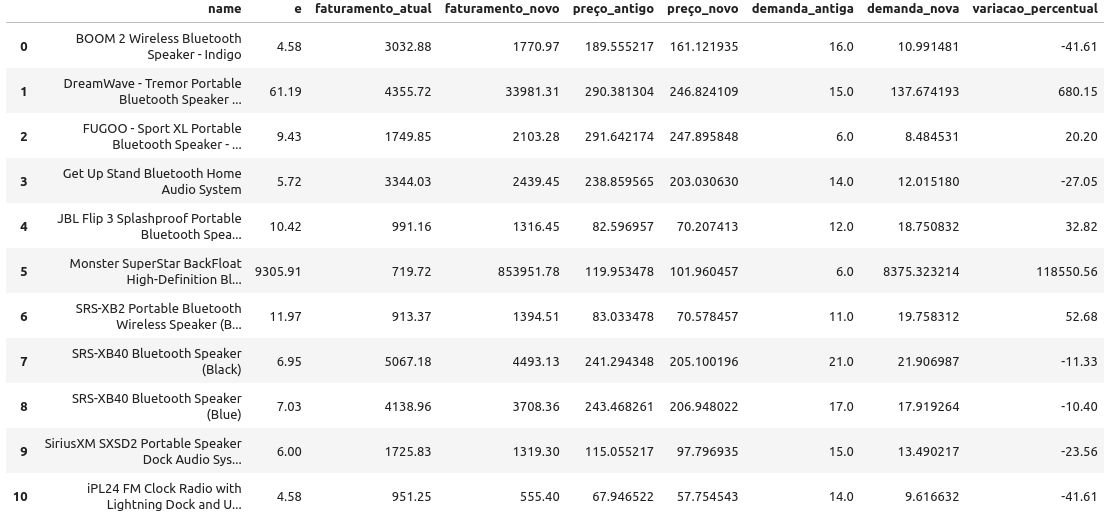 name e faturamento_atual faturamento_novo preço_antigo preço_novo demanda_antiga demanda_nova variacao_percentual
0 BOOM 2 Wireless Bluetooth Speaker - Indigo 4.58 3032.88 1770.97 189.555217 161.121935 16.0 10.991481 -41.61
1 DreamWave - Tremor Portable Bluetooth Speaker ... 61.19 4355.72 33981.31 290.381304 246.824109 15.0 137.674193 680.15
2 FUGOO - Sport XL Portable Bluetooth Speaker - ... 9.43 1749.85 2103.28 291.642174 247.895848 6.0 8.484531 20.20
3 Get Up Stand Bluetooth Home Audio System 5.72 3344.03 2439.45 238.859565 203.030630 14.0 12.015180 -27.05
4 JBL Flip 3 Splashproof Portable Bluetooth Spea... 10.42 991.16 1316.45 82.596957 70.207413 12.0 18.750832 32.82
5 Monster SuperStar BackFloat High-Definition Bl... 9305.91 719.72 853951.78 119.953478 101.960457 6.0 8375.323214 118550.56
6 SRS-XB2 Portable Bluetooth Wireless Speaker (B... 11.97 913.37 1394.51 83.033478 70.578457 11.0 19.758312 52.68
7 SRS-XB40 Bluetooth Speaker (Black) 6.95 5067.18 4493.13 241.294348 205.100196 21.0 21.906987 -11.33
8 SRS-XB40 Bluetooth Speaker (Blue) 7.03 4138.96 3708.36 243.468261 206.948022 17.0 17.919264 -10.40
9 SiriusXM SXSD2 Portable Speaker Dock Audio Sys... 6.00 1725.83 1319.30 115.055217 97.796935 15.0 13.490217 -23.56
10 iPL24 FM Clock Radio with Lightning Dock and U... 4.58 951.25 555.40 67.946522 57.754543 14.0 9.616632 -41.61